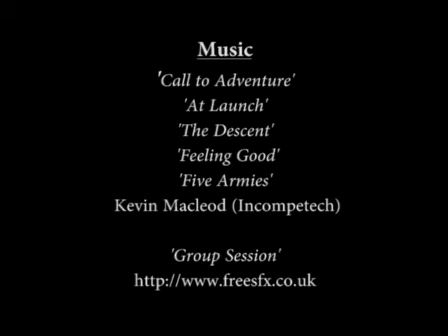 Music
'Call to Adventure'
'At Launch'
'The Descent'
'Feeling Good'
'Five Armies'
Kevin Macleod (Incompetech)
'Group Session'
http://www.freesfx.co.uk